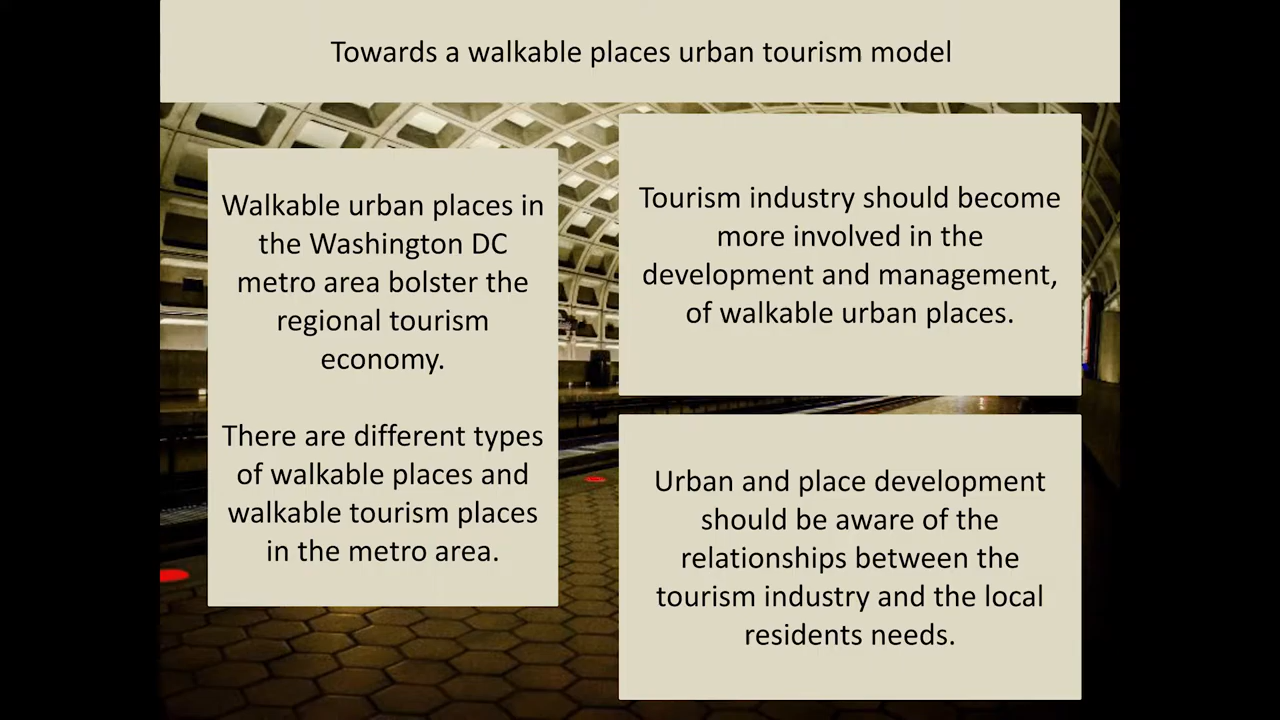 Towards a walkable places urban tourism model
Walkable urban places in
the Washington DC
metro area bolster the
regional tourism
economy.
There are different types
of walkable places and
walkable tourism places
in the metro area.
Tourism industry should become
more involved in the
development and management,
of walkable urban places.
Urban and place development
should be aware of the
relationships between the
tourism industry and the local
residents needs.